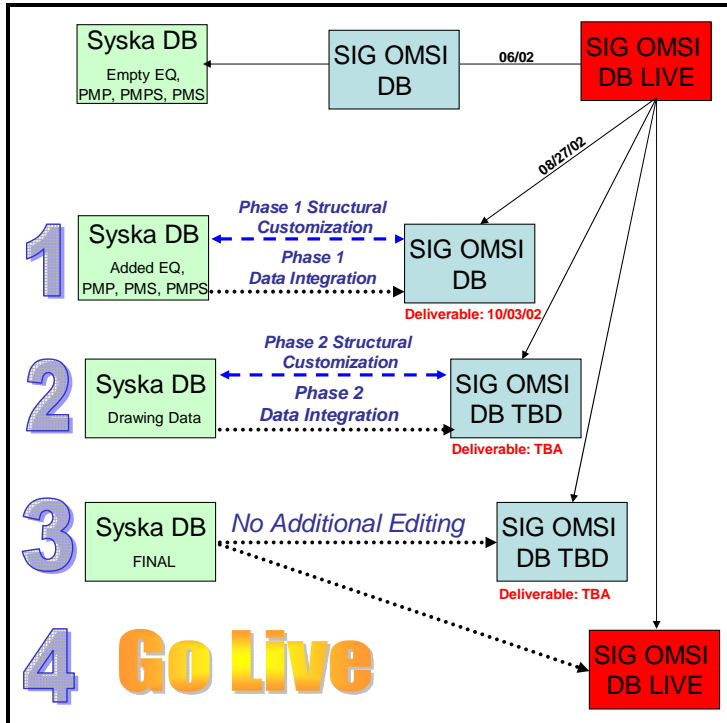 Syska DB
Empty EQ,
PMP, PMPS, PMS
SIG OMSI
DB
06/02
SIG OMSI
DB LIVE
08/27/02
1
Syska DB
Added EQ,
PMP, PMS, PMPS
Phase 1 Structural
Customization
Phase 1
Data Integration
SIG OMSI
DB
Deliverable: 10/03/02
2
Syska DB
Drawing Data
Phase 2 Structural
Customization
Phase 2
Data Integration
SIG OMSI
DB TBD
Deliverable: TBA
3
Syska DB
FINAL
No Additional Editing
SIG OMSI
DB TBD
Deliverable: TBA
4
Go Live
SIG OMSI
DB LIVE